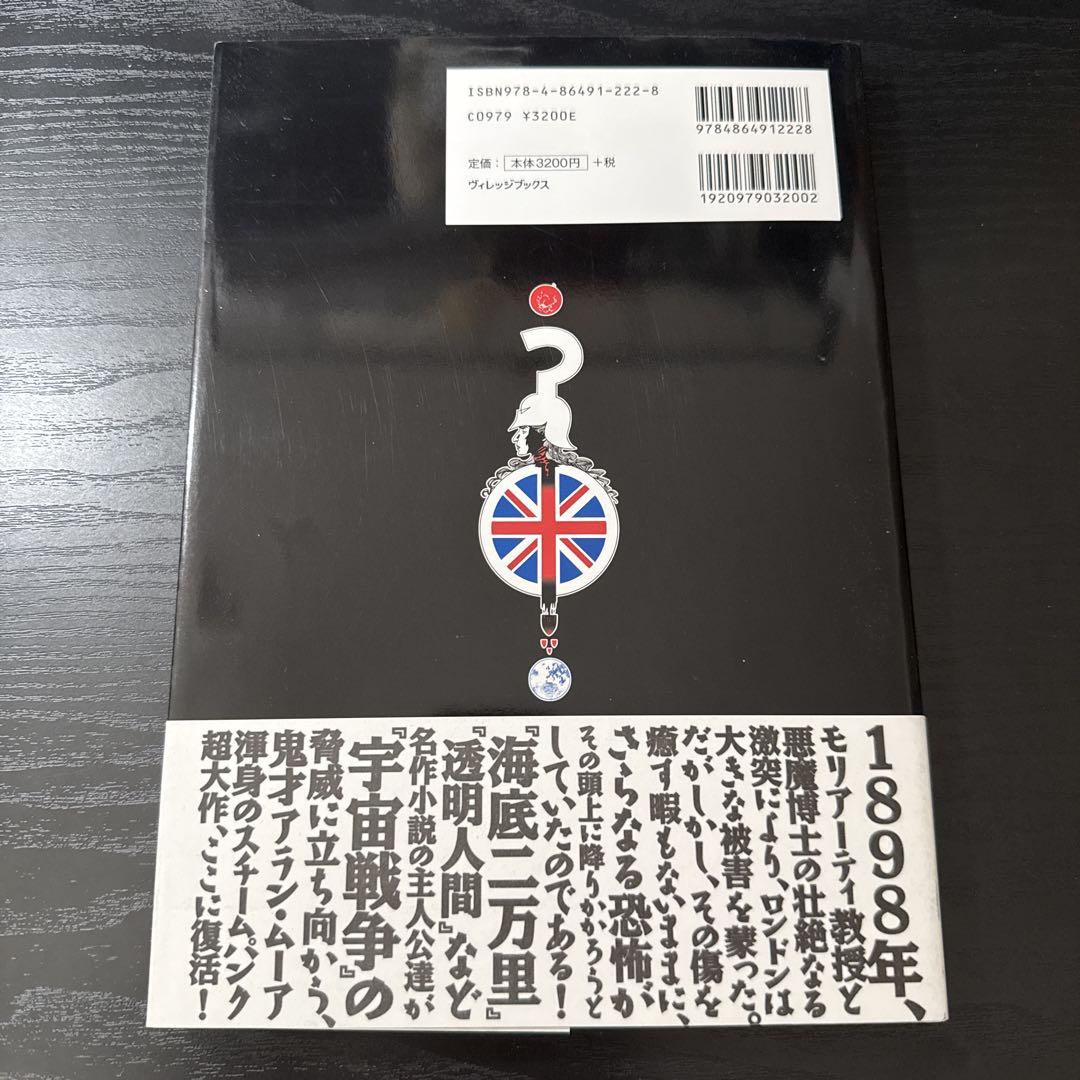 ISBN978-4-86491-222-8
C0979 ¥3200E
定価：本体3200円+税
ヴィレッジブックス
9784864912228
1920979032002
1898年、
モリアーティ教授と
悪魔博士の壮絶なる
激突により、ロンドンは
大きな被害を蒙った。
だがしかし、その傷を
癒す暇もないままに、
さらなる恐怖が
その頭上に降りかかろうと
していたのである！
『海底二万里』
『透明人間』など
名作小説の主人公達が
『宇宙戦争』の
脅威に立ち向かう、
鬼才アラン・ムーア
渾身のスチームパンク
超大作、ここに復活！